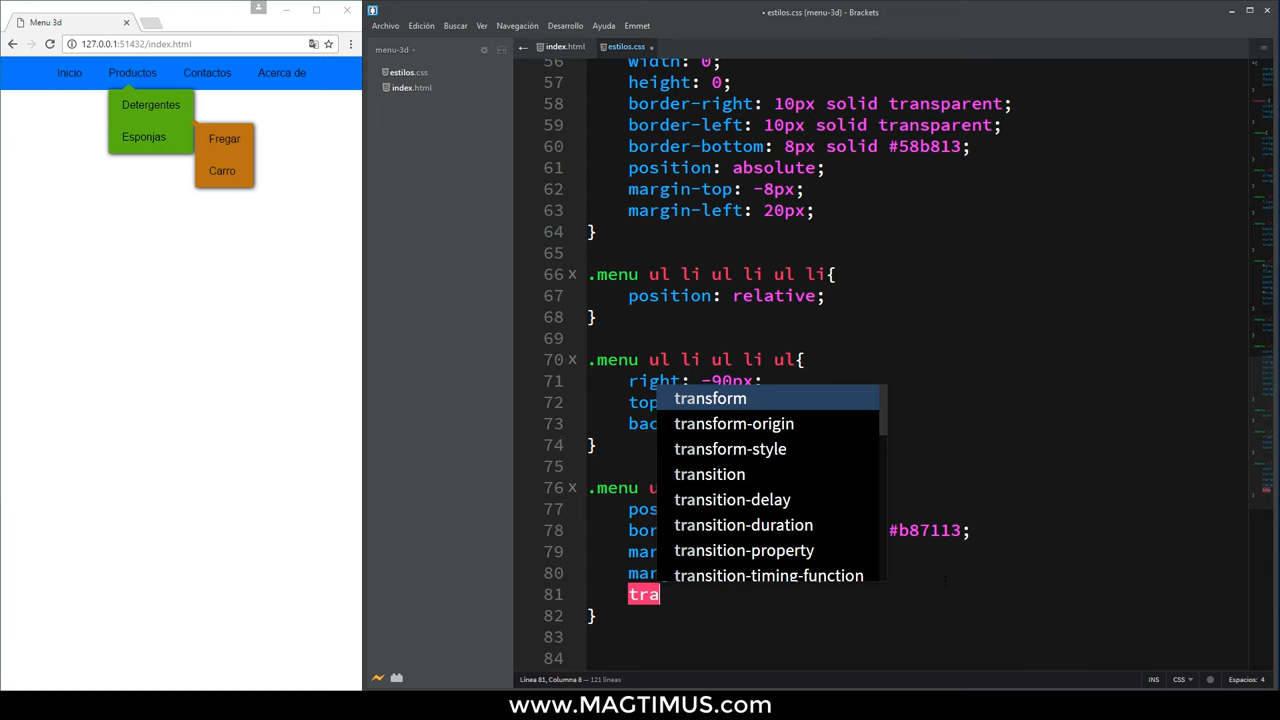 Menu 3d
127.0.0.1:51432/index.html
Inicio Productos Contactos Acerca de
Detergentes
Esponjas
Fregar
Carro
• estilos.css (menu-3d) - Brackets
Archivo Edición Buscar Ver Navegación Desarrollo Ayuda Emmet
menu-3d
estilos.css
index.html
index.html estilos.css
56 width: 0;
57 height: 0;
58 border-right: 10px solid transparent;
59 border-left: 10px solid transparent;
60 border-bottom: 8px solid #58b813;
61 position: absolute;
62 margin-top: -8px;
63 margin-left: 20px;
64 }
65
66 .menu ul li ul li ul li{
67 position: relative;
68 }
69
70 .menu ul li ul li ul{
71 right: -90px;
72 top
73 bac
74 }
75
76 .menu u
77 pos
78 bor #b87113;
79 mar
80 mar
81 tra
82 }
83
84
transform
transform-origin
transform-style
transition
transition-delay
transition-duration
transition-property
transition-timing-function
Línea 81, Columna 8 — 121 líneas
INS CSS Espacios: 4
www.MAGTIMUS.com